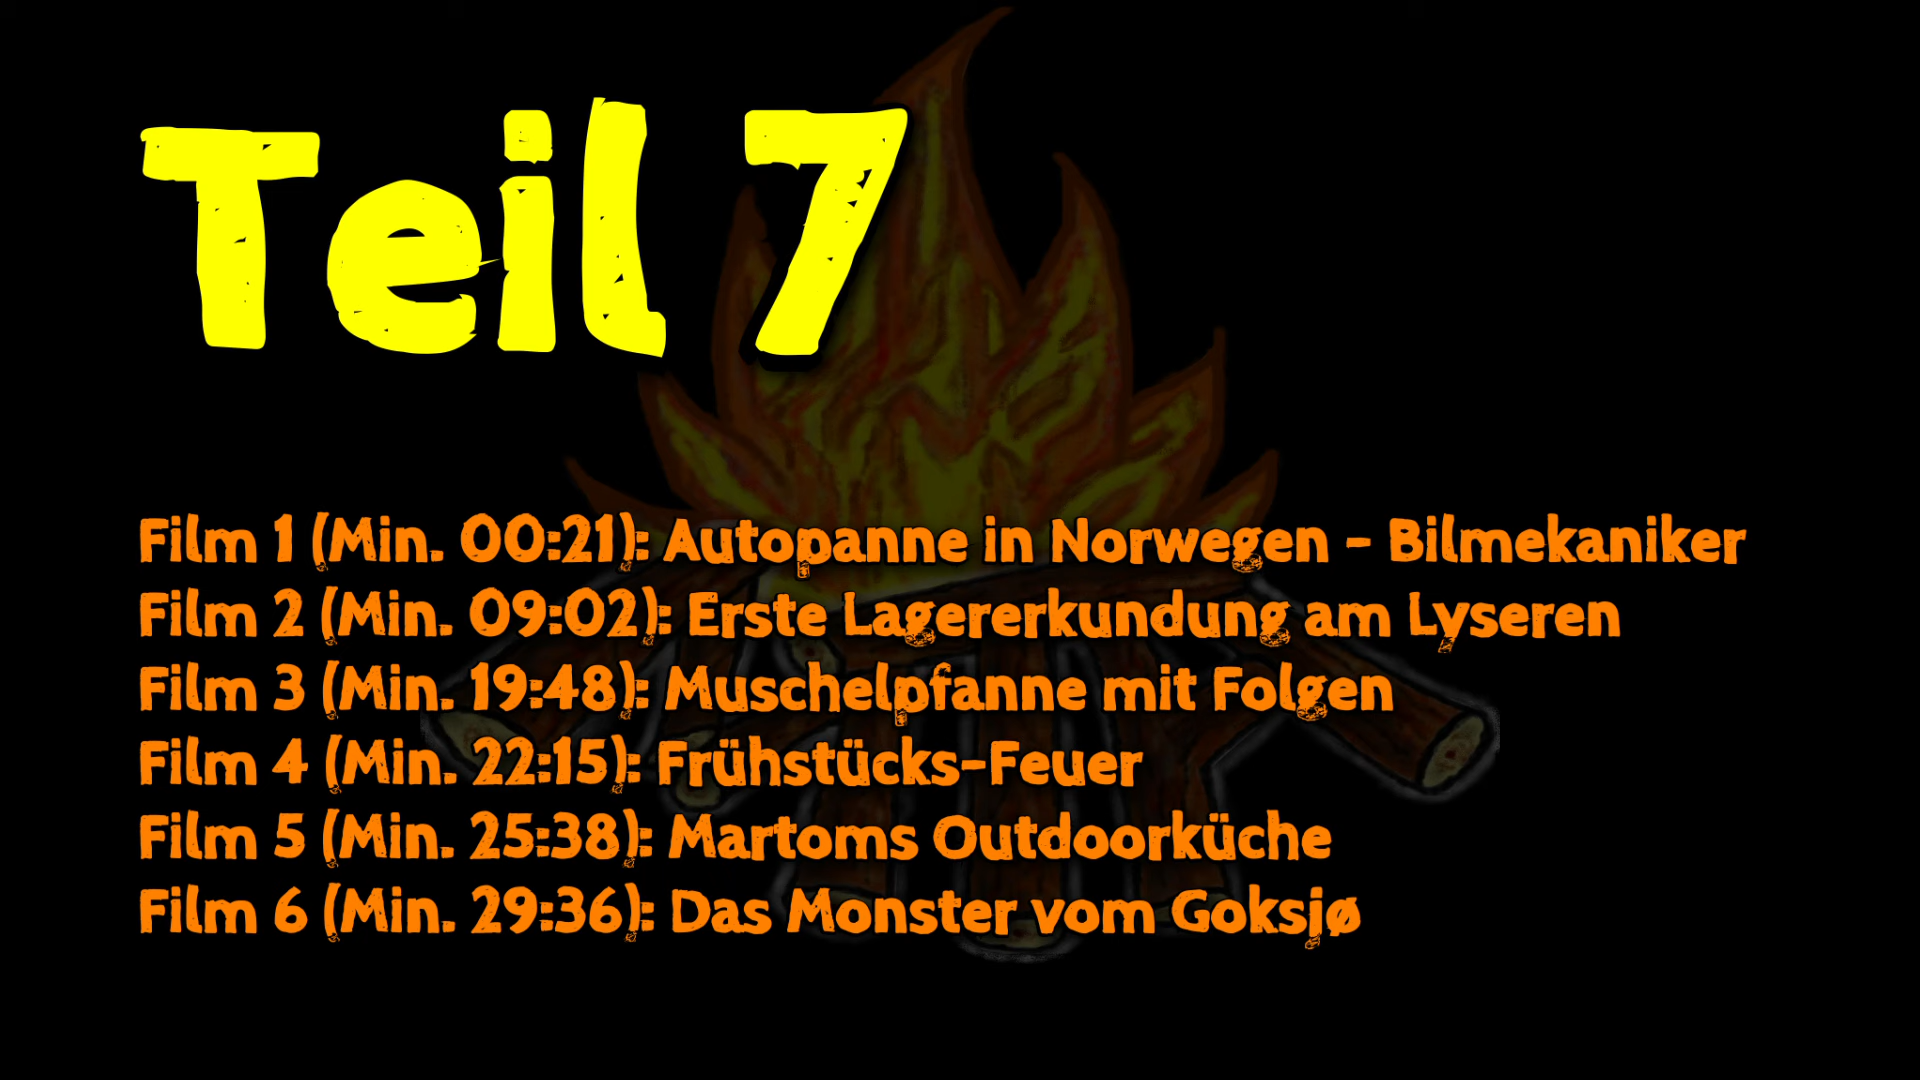 Teil 7
Film 1 (Min. 00:21): Autopanne in Norwegen - Bilmekaniker
Film 2 (Min. 09:02): Erste Lagererkundung am Lyseren
Film 3 (Min. 19:48): Muschelpfanne mit Folgen
Film 4 (Min. 22:15): Frühstücks-Feuer
Film 5 (Min. 25:38): Martoms Outdoorküche
Film 6 (Min. 29:36): Das Monster vom Goksjø